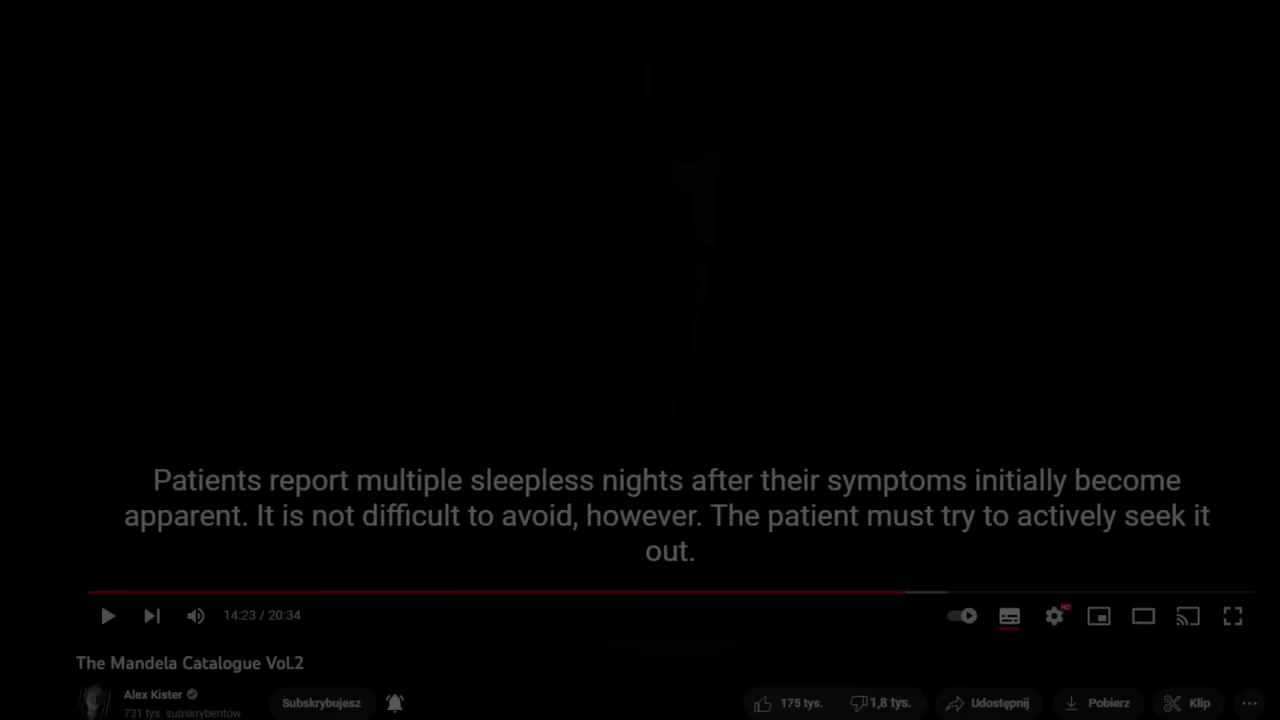 Patients report multiple sleepless nights after their symptoms initially become
apparent. It is not difficult to avoid, however. The patient must try to actively seek it
out.
14:23 / 20:34
HD
The Mandela Catalogue Vol.2
Alex Kister
731 tys. subskrybentów
Subskrybujesz
175 tys.
1,8 tys.
Udostępnij
Pobierz
Klip